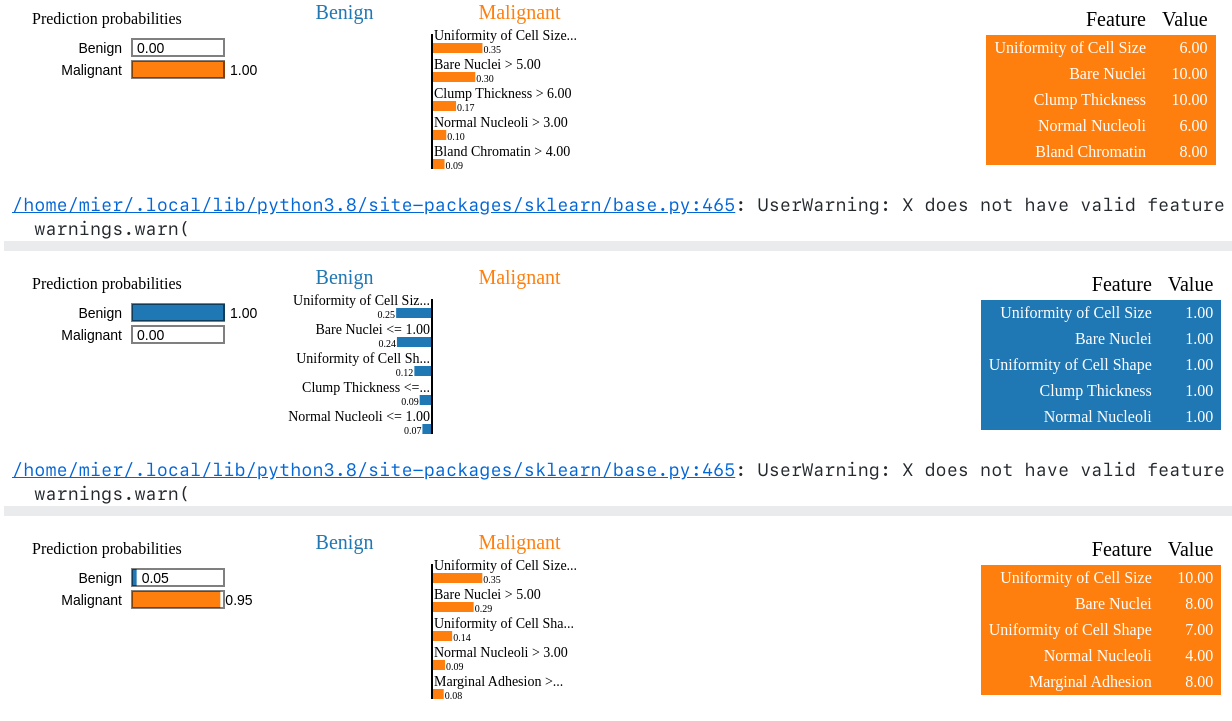 Prediction probabilities
Benign 0.00
Malignant 1.00
Benign Malignant
Uniformity of Cell Size...
0.35
Bare Nuclei > 5.00
0.30
Clump Thickness > 6.00
0.17
Normal Nucleoli > 3.00
0.10
Bland Chromatin > 4.00
0.09
Feature Value
Uniformity of Cell Size 6.00
Bare Nuclei 10.00
Clump Thickness 10.00
Normal Nucleoli 6.00
Bland Chromatin 8.00
/home/mier/.local/lib/python3.8/site-packages/sklearn/base.py:465: UserWarning: X does not have valid feature
warnings.warn(
Prediction probabilities
Benign 1.00
Malignant 0.00
Benign Malignant
Uniformity of Cell Siz...
0.25
Bare Nuclei <= 1.00
0.24
Uniformity of Cell Sh...
0.12
Clump Thickness <=...
0.09
Normal Nucleoli <= 1.00
0.07
Feature Value
Uniformity of Cell Size 1.00
Bare Nuclei 1.00
Uniformity of Cell Shape 1.00
Clump Thickness 1.00
Normal Nucleoli 1.00
/home/mier/.local/lib/python3.8/site-packages/sklearn/base.py:465: UserWarning: X does not have valid feature
warnings.warn(
Prediction probabilities
Benign 0.05
Malignant 0.95
Benign Malignant
Uniformity of Cell Size...
0.35
Bare Nuclei > 5.00
0.29
Uniformity of Cell Sha...
0.14
Normal Nucleoli > 3.00
0.09
Marginal Adhesion >...
0.08
Feature Value
Uniformity of Cell Size 10.00
Bare Nuclei 8.00
Uniformity of Cell Shape 7.00
Normal Nucleoli 4.00
Marginal Adhesion 8.00